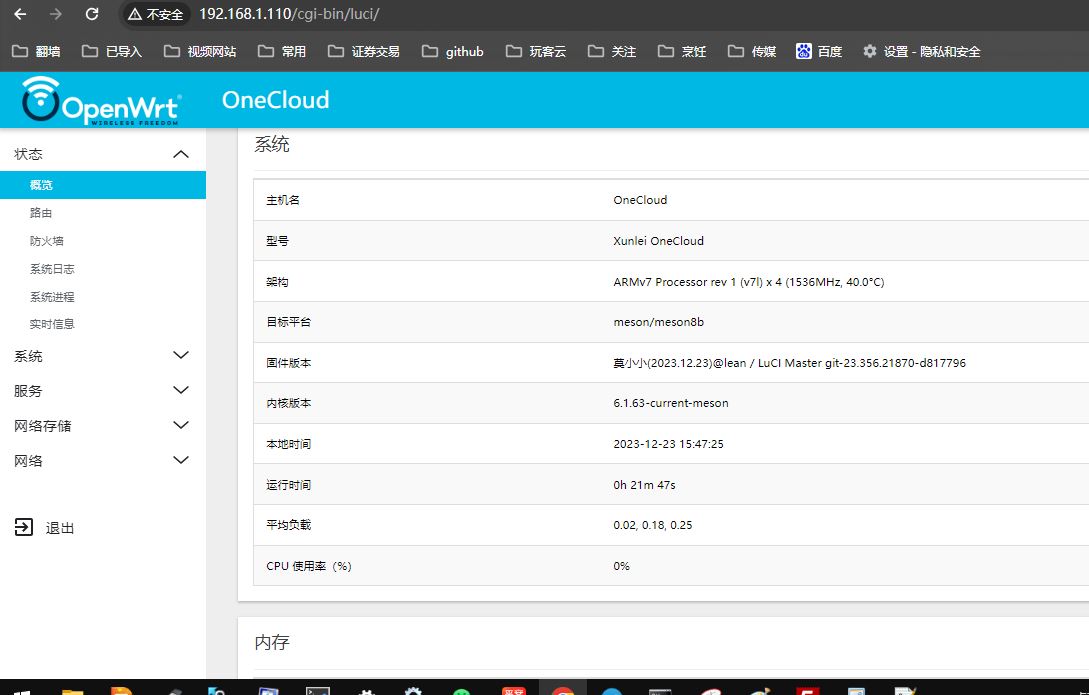 不安全 192.168.1.110/cgi-bin/luci/
翻墙 已导入 视频网站 常用 证券交易 github 玩客云 关注 烹饪 传媒 百度 设置 - 隐私和安全
OpenWrt OneCloud
WIRELESS FREEDOM
系统
状态
概览
路由
防火墙
系统日志
系统进程
实时信息
系统
服务
网络存储
网络
退出
主机名 OneCloud
型号 Xunlei OneCloud
架构 ARMv7 Processor rev 1 (v7l) x 4 (1536MHz, 40.0°C)
目标平台 meson/meson8b
固件版本 莫小小(2023.12.23)@lean / LuCI Master git-23.356.21870-d817796
内核版本 6.1.63-current-meson
本地时间 2023-12-23 15:47:25
运行时间 0h 21m 47s
平均负载 0.02, 0.18, 0.25
CPU 使用率（%） 0%
内存